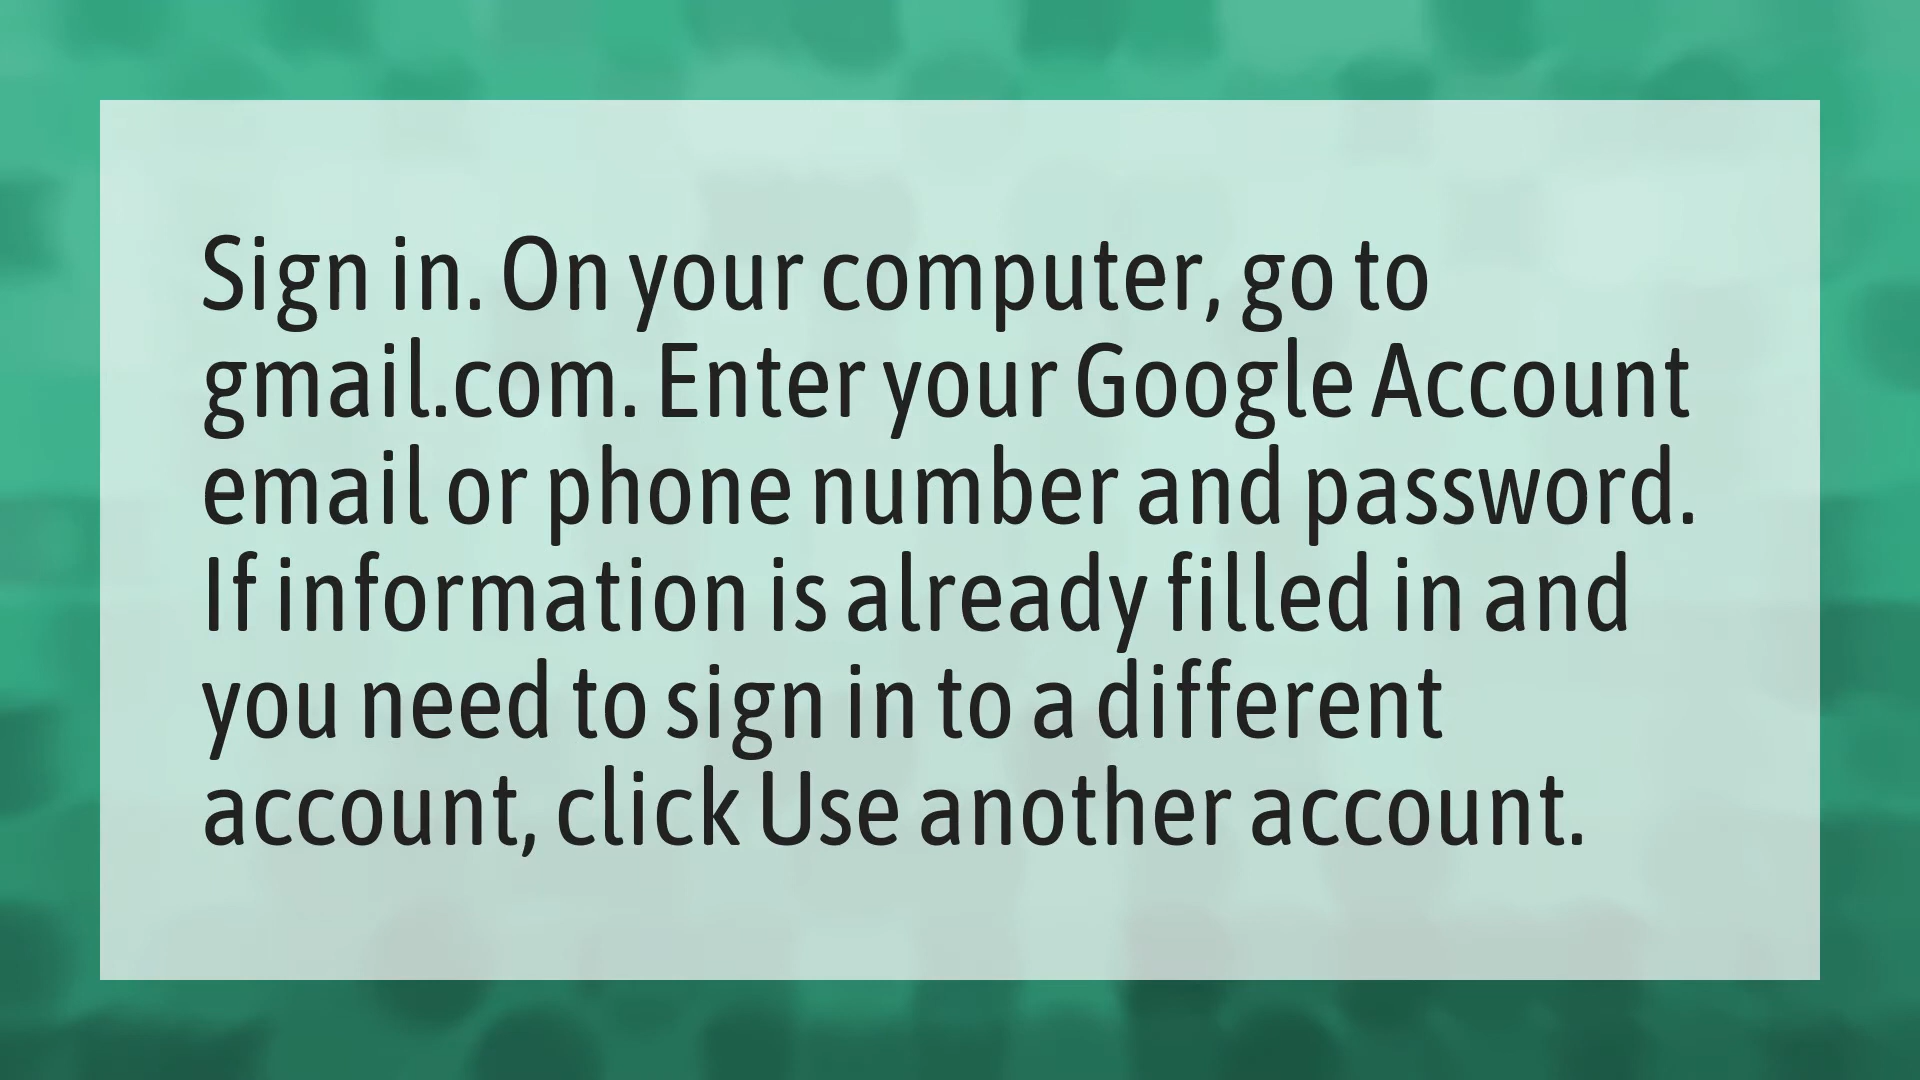 Sign in. On your computer, go to
gmail.com. Enter your Google Account
email or phone number and password.
If information is already filled in and
you need to sign in to a different
account, click Use another account.